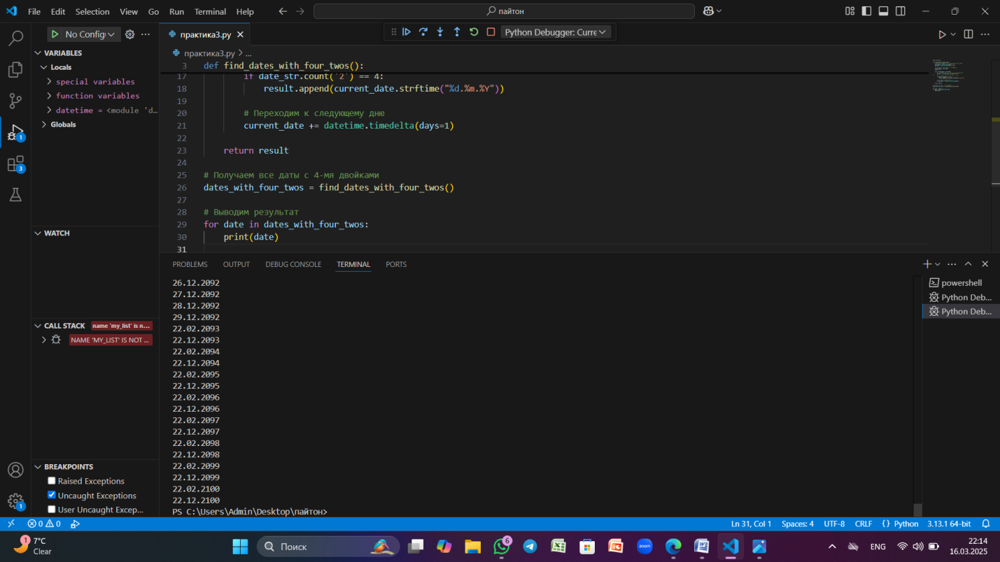 File Edit Selection View Go Run Terminal Help
пайтон
No Config
практика3.py
Python Debugger: Curre
VARIABLES
Locals
special variables
function variables
datetime = <module 'd...
Globals
WATCH
CALL STACK
name 'my_list' is n...
NAME 'MY_LIST' IS NOT ...
BREAKPOINTS
Raised Exceptions
Uncaught Exceptions
User Uncaught Excep...
практика3.py > ...
3 def find_dates_with_four_twos():
17 if date_str.count('2') == 4:
18 result.append(current_date.strftime("%d.%m.%Y"))
19
20 # Переходим к следующему дню
21 current_date += datetime.timedelta(days=1)
22
23 return result
24
25 # Получаем все даты с 4-мя двойками
26 dates_with_four_twos = find_dates_with_four_twos()
27
28 # Выводим результат
29 for date in dates_with_four_twos:
30 print(date)
31
PROBLEMS OUTPUT DEBUG CONSOLE TERMINAL PORTS
26.12.2092
27.12.2092
28.12.2092
29.12.2092
22.02.2093
22.12.2093
22.02.2094
22.12.2094
22.02.2095
22.12.2095
22.02.2096
22.12.2096
22.02.2097
22.12.2097
22.02.2098
22.12.2098
22.02.2099
22.12.2099
22.02.2100
22.12.2100
PS C:\Users\Admin\Desktop\пайтон>
powershell
Python Deb...
Python Deb...
1
3
1
0 0
Ln 31, Col 1 Spaces: 4 UTF-8 CRLF {} Python 3.13.1 64-bit
1
7°C
Clear
Поиск
6
zoom
ENG
22:14
16.03.2025